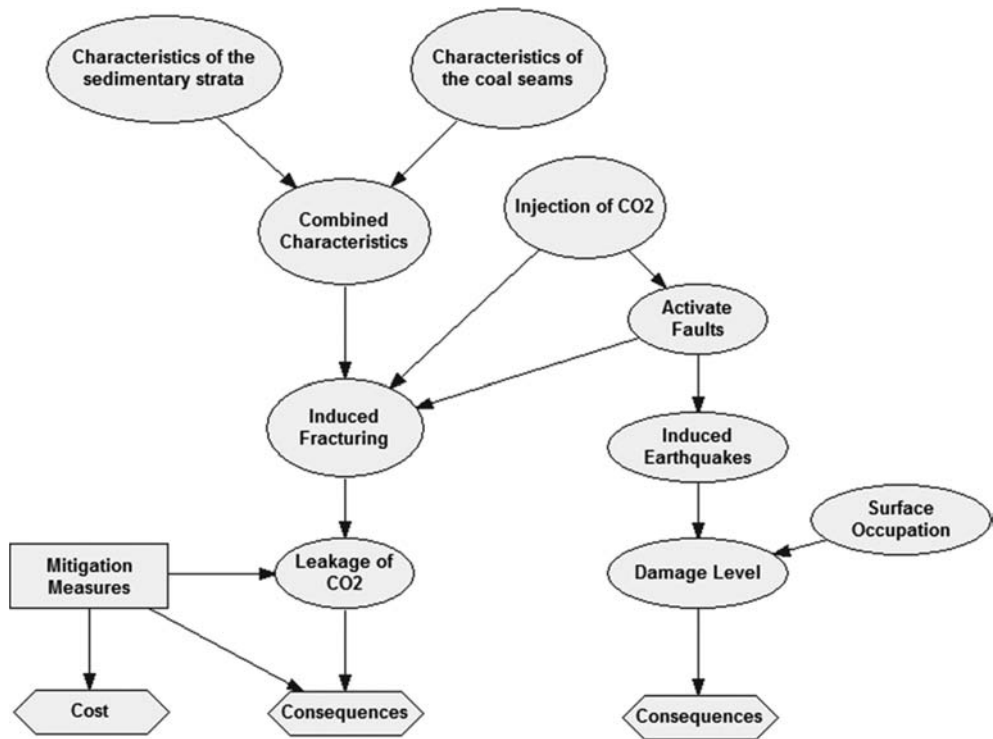 Characteristics of the
sedimentary strata
Characteristics of
the coal seams
Combined
Characteristics
Injection of CO2
Activate
Faults
Induced
Fracturing
Induced
Earthquakes
Surface
Occupation
Mitigation
Measures
Leakage of
CO2
Damage Level
Cost
Consequences
Consequences